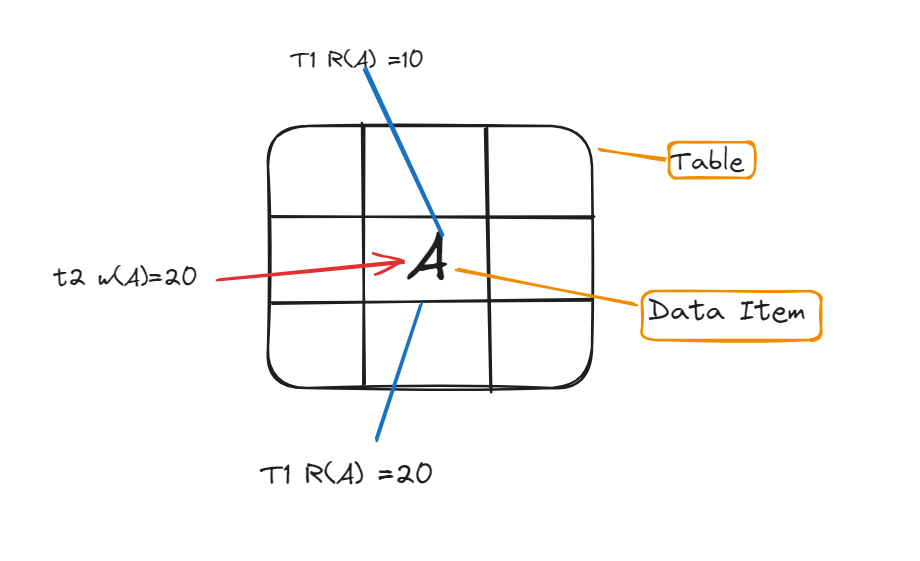 T1 R(A) =10
Table
A
t2 w(A)=20
Data Item
T1 R(A) =20